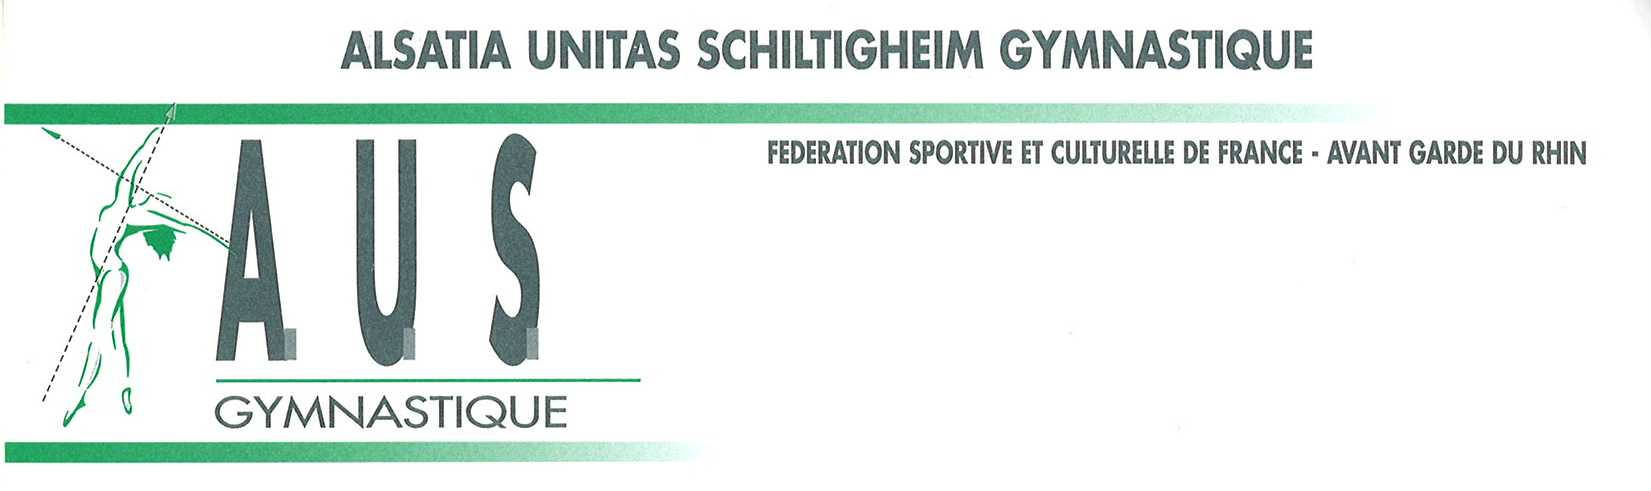 ALSATIA UNITAS SCHILTIGHEIM GYMNASTIQUE
FEDERATION SPORTIVE ET CULTURELLE DE FRANCE - AVANT GARDE DU RHIN
A.U.S.
GYMNASTIQUE